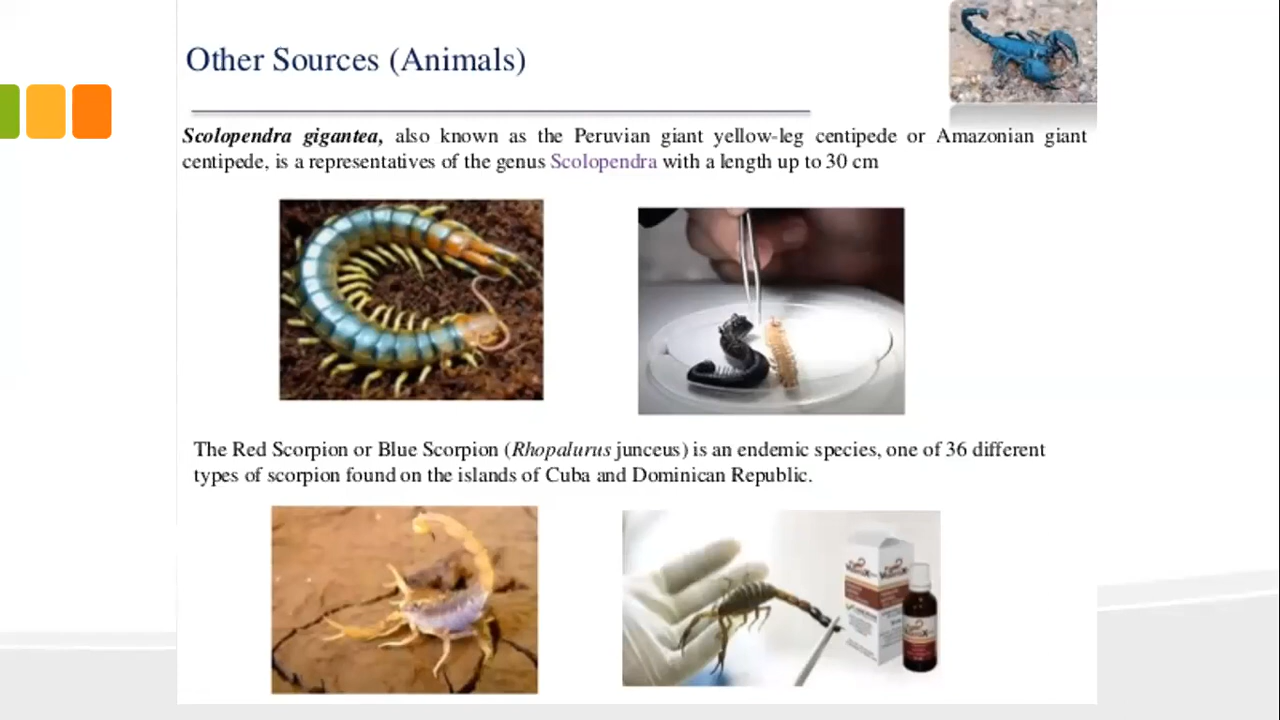 Other Sources (Animals)
Scolopendra gigantea, also known as the Peruvian giant yellow-leg centipede or Amazonian giant
centipede, is a representatives of the genus Scolopendra with a length up to 30 cm
The Red Scorpion or Blue Scorpion (Rhopalurus junceus) is an endemic species, one of 36 different
types of scorpion found on the islands of Cuba and Dominican Republic.